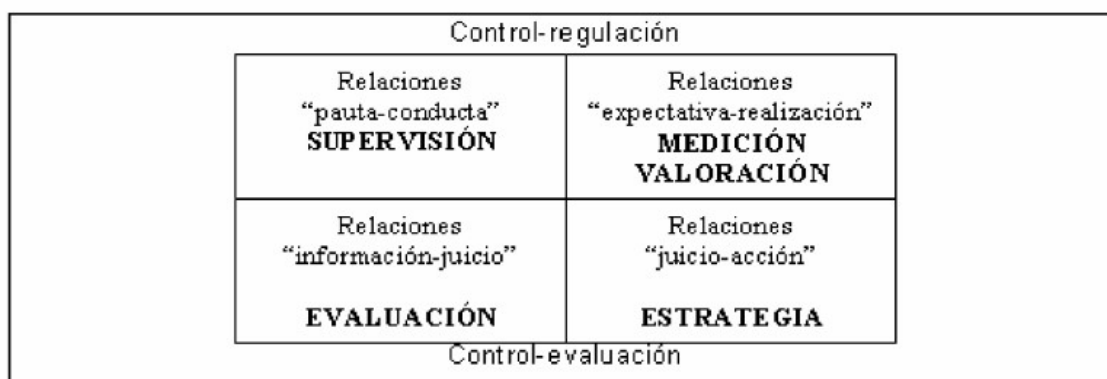 Control-regulación
Relaciones
“pauta-conducta”
SUPERVISIÓN
Relaciones
“expectativa-realización”
MEDICIÓN
VALORACIÓN
Relaciones
“información-juicio”
EVALUACIÓN
Relaciones
“juicio-acción”
ESTRATEGIA
Control-evaluación